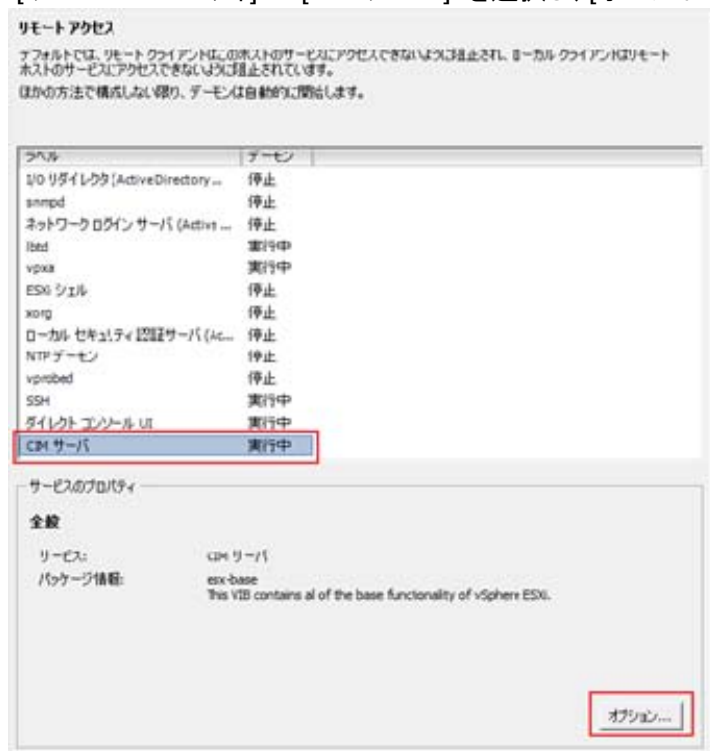 リモート アクセス
デフォルトでは、リモート クライアントはこのホストのサービスにアクセスできないように阻止され、ローカル クライアントはリモート
ホストのサービスにアクセスできないように阻止されています。
ほかの方法で構成しない限り、デーモンは自動的に開始します。
ラベル デーモン
I/O リダイレクタ (ActiveDirectory ... 停止
snmpd 停止
ネットワーク ログイン サーバ (Active ... 停止
lbtd 実行中
vpxa 実行中
ESXi シェル 停止
xorg 停止
ローカル セキュリティ認証サーバ (Ac... 停止
NTP デーモン 停止
vprobed 停止
SSH 実行中
ダイレクト コンソール UI 実行中
CIM サーバ 実行中
サービスのプロパティ
全般
サービス: CIM サーバ
パッケージ情報: esx-base
This VIB contains all of the base functionality of vSphere ESXi.
オプション...